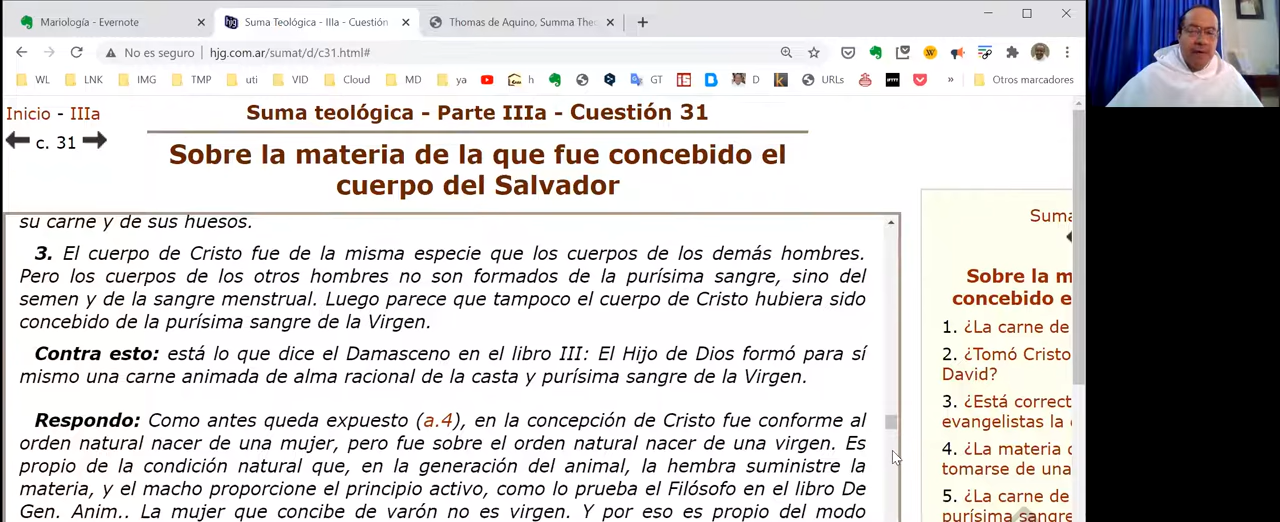 Mariología - Evernote
Suma Teológica - IIIa - Cuestión
Thomas de Aquino, Summa The
No es seguro | hjg.com.ar/sumat/d/c31.html#
WL LNK IMG TMP uti VID Cloud MD ya h GT D URLs » Otros marcadores
Inicio - IIIa
c. 31
Suma teológica - Parte IIIa - Cuestión 31
Sobre la materia de la que fue concebido el
cuerpo del Salvador
su carne y de sus huesos.
3. El cuerpo de Cristo fue de la misma especie que los cuerpos de los demás hombres.
Pero los cuerpos de los otros hombres no son formados de la purísima sangre, sino del
semen y de la sangre menstrual. Luego parece que tampoco el cuerpo de Cristo hubiera sido
concebido de la purísima sangre de la Virgen.
Contra esto: está lo que dice el Damasceno en el libro III: El Hijo de Dios formó para sí
mismo una carne animada de alma racional de la casta y purísima sangre de la Virgen.
Respondo: Como antes queda expuesto (a.4), en la concepción de Cristo fue conforme al
orden natural nacer de una mujer, pero fue sobre el orden natural nacer de una virgen. Es
propio de la condición natural que, en la generación del animal, la hembra suministre la
materia, y el macho proporcione el principio activo, como lo prueba el Filósofo en el libro De
Gen. Anim.. La mujer que concibe de varón no es virgen. Y por eso es propio del modo
Suma
Sobre la m
concebido e
1. ¿La carne de
2. ¿Tomó Cristo
David?
3. ¿Está correct
evangelistas la
4. ¿La materia
tomarse de una
5. ¿La carne de
purísima sangre